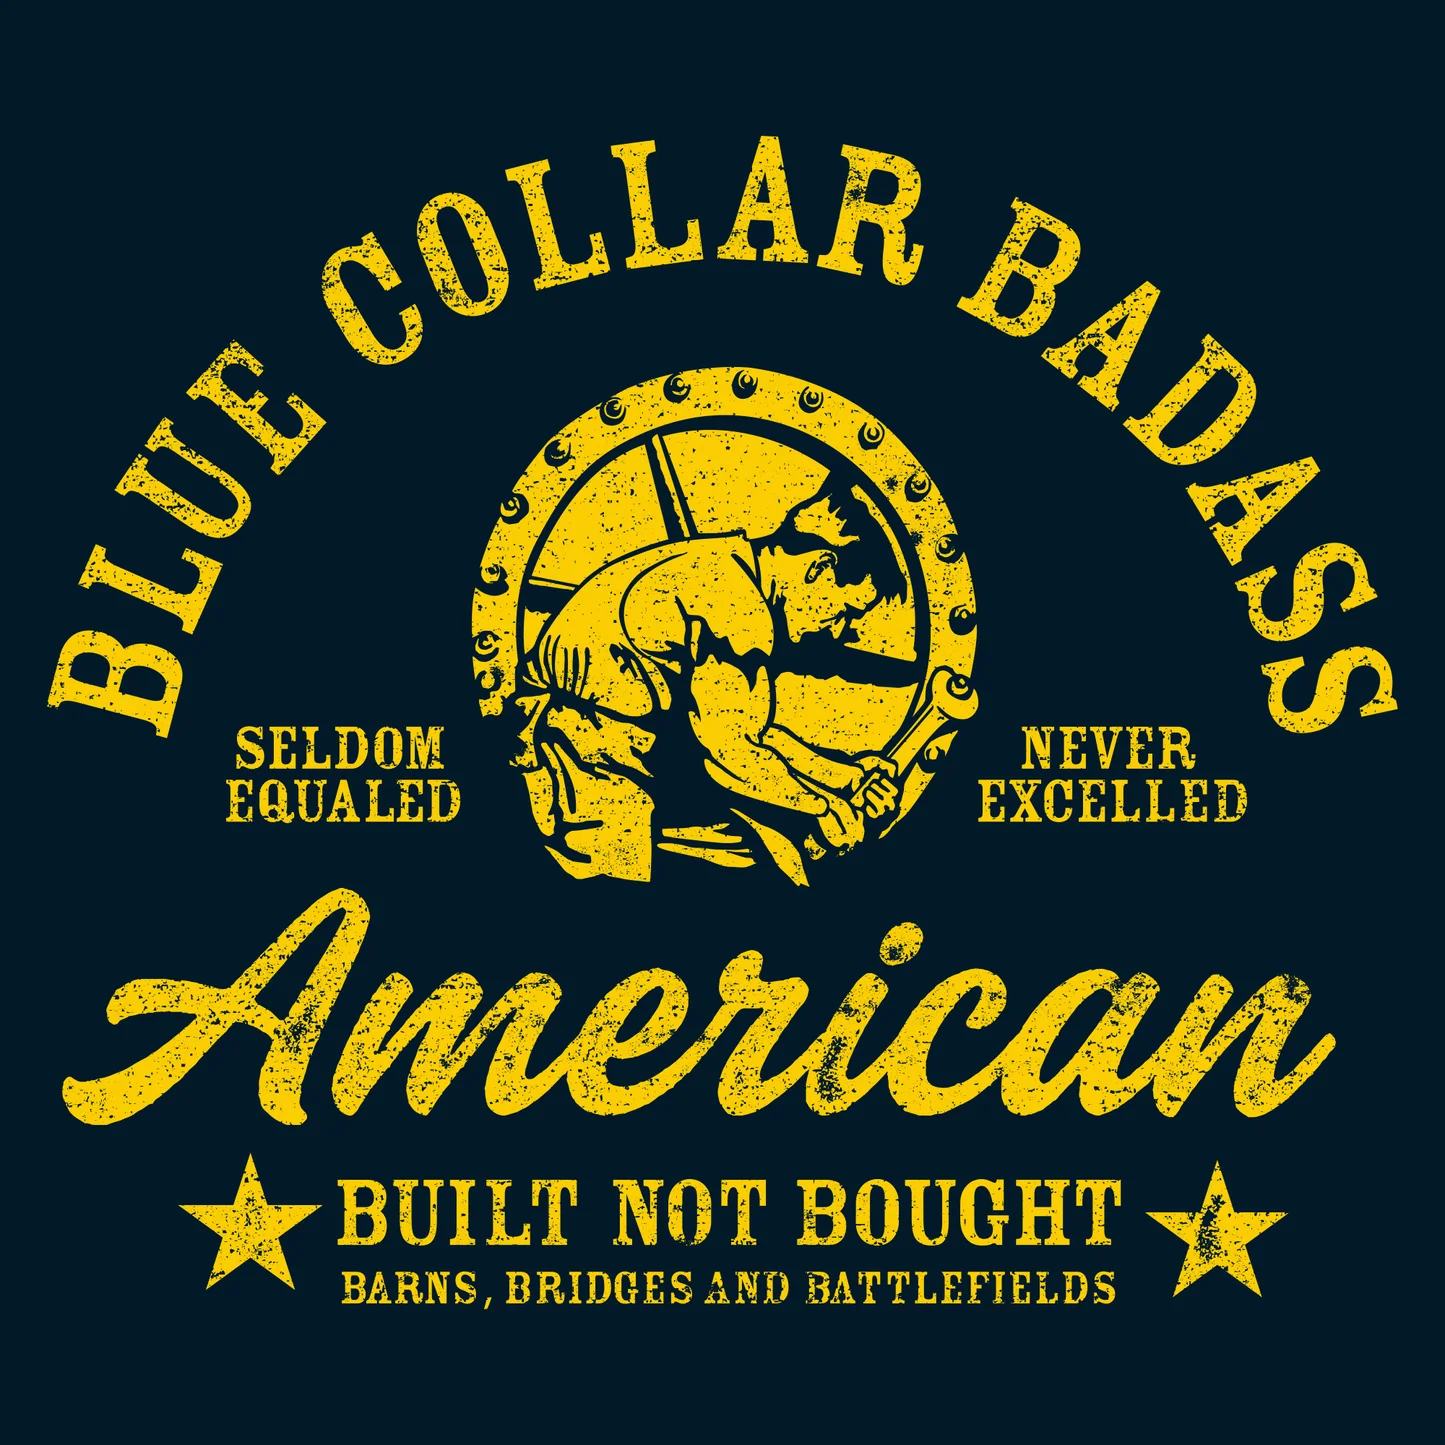 BLUE COLLAR BADASS
SELDOM
EQUALED
NEVER
EXCELLED
American
BUILT NOT BOUGHT
BARNS, BRIDGES AND BATTLEFIELDS